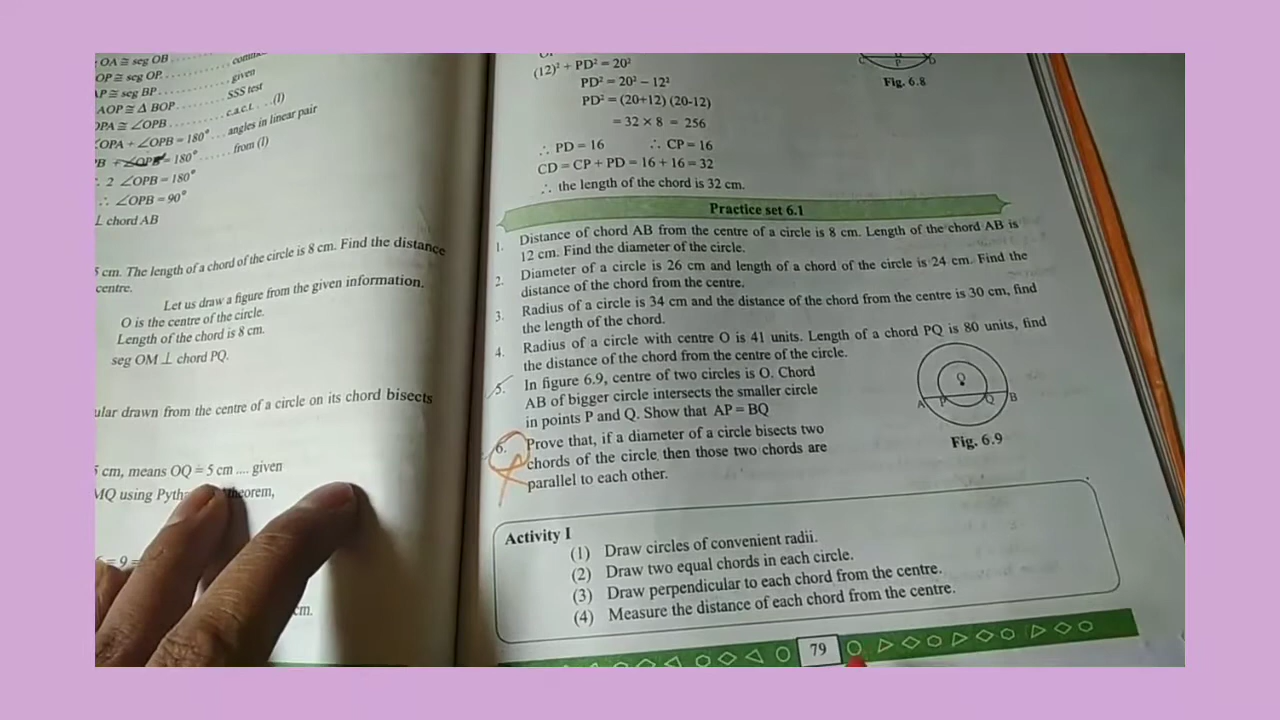 OA ≅ seg OB
OP ≅ seg OP. ........ 
≅ seg BP. ........ given
AOP ≅ Δ BOP ........ SSS test
OPA ≅ ∠OPB ........ c.a.c.t. ...(I)
∠OPA + ∠OPB = 180° ... angles in linear pair
= 180° ...... from (I)
2 ∠OPB = 180°
∴ ∠OPB = 90°
⊥ chord AB
cm. The length of a chord of the circle is 8 cm. Find the distance
centre.
Let us draw a figure from the given information.
O is the centre of the circle.
Length of the chord is 8 cm.
seg OM ⊥ chord PQ.
drawn from the centre of a circle on its chord bisects
5 cm, means OQ = 5 cm .... given
MQ using
= 9 =
cm.
(12)² + PD² = 20²
PD² = 20² − 12²
PD² = (20+12) (20-12)
= 32 × 8 = 256
∴ PD = 16 ∴ CP = 16
CD = CP + PD = 16 + 16 = 32
∴ the length of the chord is 32 cm.
P
Fig. 6.8
Practice set 6.1
1. Distance of chord AB from the centre of a circle is 8 cm. Length of the chord AB is
12 cm. Find the diameter of the circle.
2. Diameter of a circle is 26 cm and length of a chord of the circle is 24 cm. Find the
distance of the chord from the centre.
3. Radius of a circle is 34 cm and the distance of the chord from the centre is 30 cm, find
the length of the chord.
4. Radius of a circle with centre O is 41 units. Length of a chord PQ is 80 units, find
the distance of the chord from the centre of the circle.
5. In figure 6.9, centre of two circles is O. Chord
AB of bigger circle intersects the smaller circle
in points P and Q. Show that AP = BQ
6. Prove that, if a diameter of a circle bisects two
chords of the circle then those two chords are
parallel to each other.
O
A P Q B
Fig. 6.9
Activity I
(1) Draw circles of convenient radii.
(2) Draw two equal chords in each circle.
(3) Draw perpendicular to each chord from the centre.
(4) Measure the distance of each chord from the centre.
79